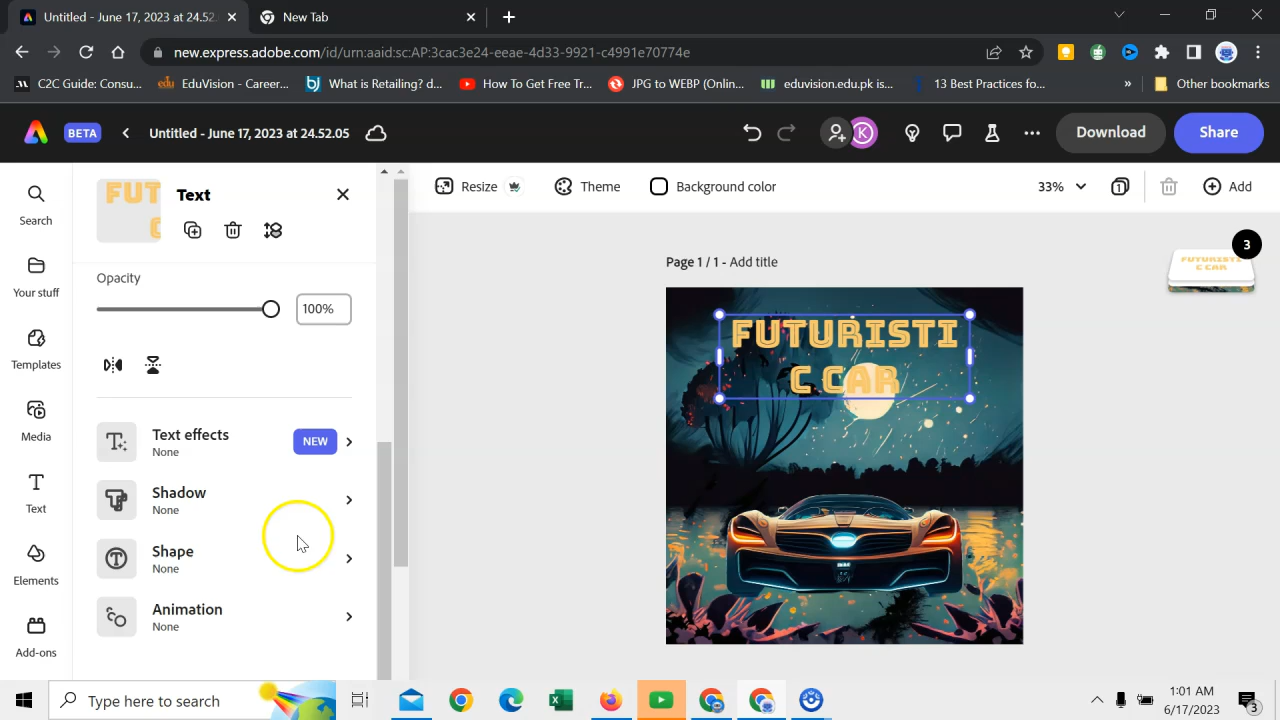 Untitled - June 17, 2023 at 24.52.
New Tab
new.express.adobe.com/id/urn:aaid:sc:AP:3cac3e24-eeae-4d33-9921-c4991e70774e
C2C Guide: Consu...
EduVision - Career...
What is Retailing? d...
How To Get Free Tr...
JPG to WEBP (Onlin...
eduvision.edu.pk is...
13 Best Practices fo...
»
Other bookmarks
BETA
Untitled - June 17, 2023 at 24.52.05
K
Download
Share
Search
Your stuff
Templates
Media
Text
Elements
Add-ons
FUT
C
Text
Opacity
100%
Text effects
None
NEW
Shadow
None
Shape
None
Animation
None
Resize
Theme
Background color
33%
1
Add
Page 1 / 1 - Add title
3
FUTURISTI
C CAR
FUTURISTI
C CAR
Type here to search
1:01 AM
6/17/2023
3